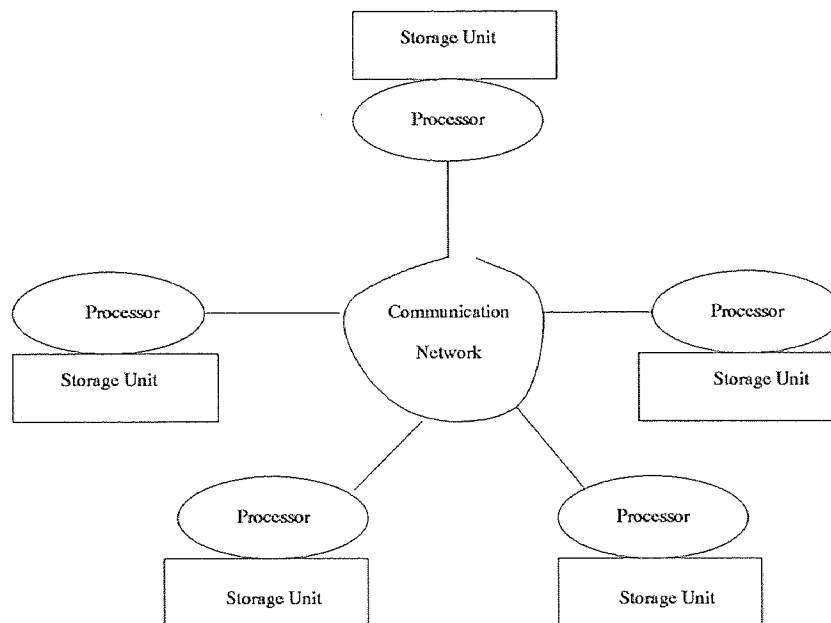 Storage Unit
Processor
Processor
Communication
Network
Processor
Storage Unit
Storage Unit
Processor
Processor
Storage Unit
Storage Unit